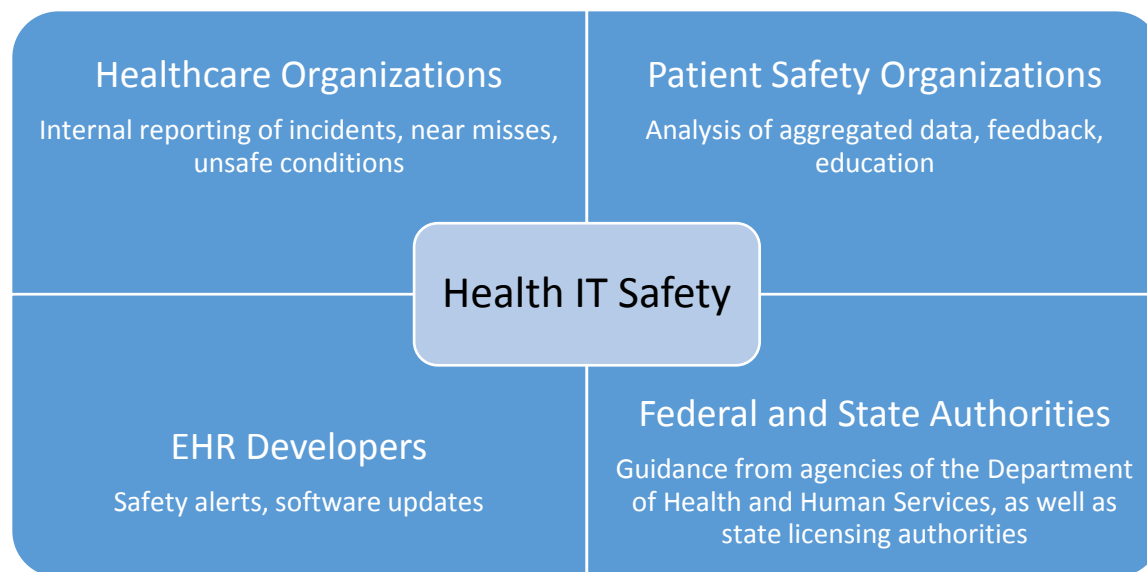 Healthcare Organizations
Internal reporting of incidents, near misses,
unsafe conditions
Patient Safety Organizations
Analysis of aggregated data, feedback,
education
Health IT Safety
EHR Developers
Safety alerts, software updates
Federal and State Authorities
Guidance from agencies of the Department
of Health and Human Services, as well as
state licensing authorities